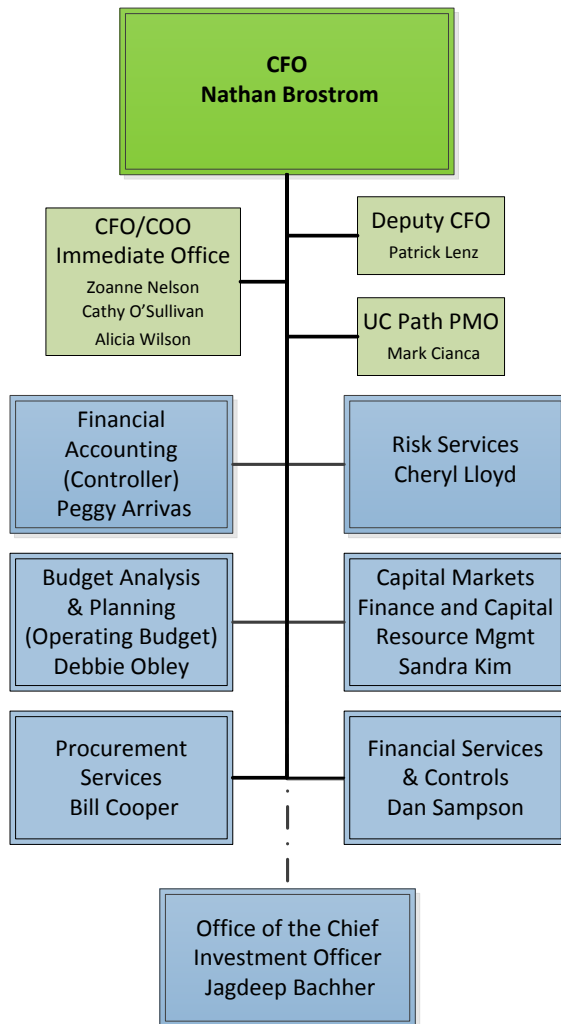 CFO
Nathan Brostrom
CFO/COO
Immediate Office
Zoanne Nelson
Cathy O’Sullivan
Alicia Wilson
Deputy CFO
Patrick Lenz
UC Path PMO
Mark Cianca
Financial
Accounting
(Controller)
Peggy Arrivas
Risk Services
Cheryl Lloyd
Budget Analysis
& Planning
(Operating Budget)
Debbie Obley
Capital Markets
Finance and Capital
Resource Mgmt
Sandra Kim
Procurement
Services
Bill Cooper
Financial Services
& Controls
Dan Sampson
Office of the Chief
Investment Officer
Jagdeep Bachher